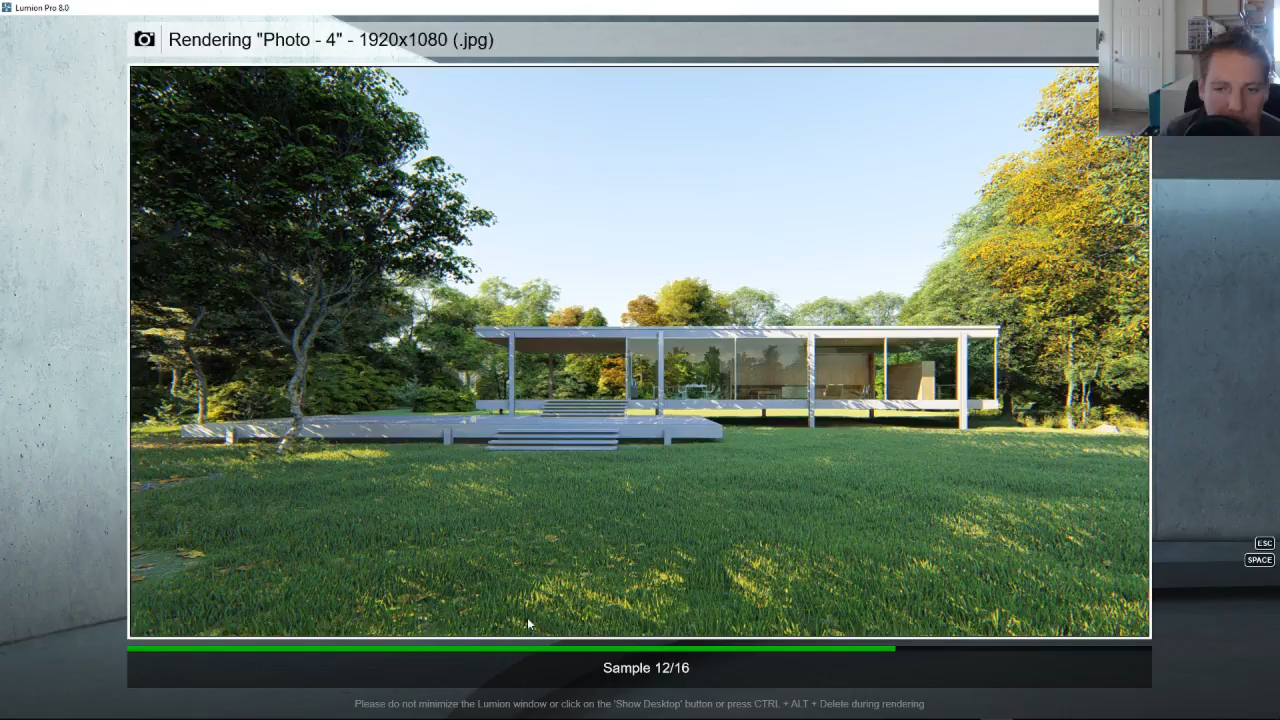 Lumion Pro 8.0
Rendering "Photo - 4" - 1920x1080 (.jpg)
ESC
SPACE
Sample 12/16
Please do not minimize the Lumion window or click on the 'Show Desktop' button or press CTRL + ALT + Delete during rendering